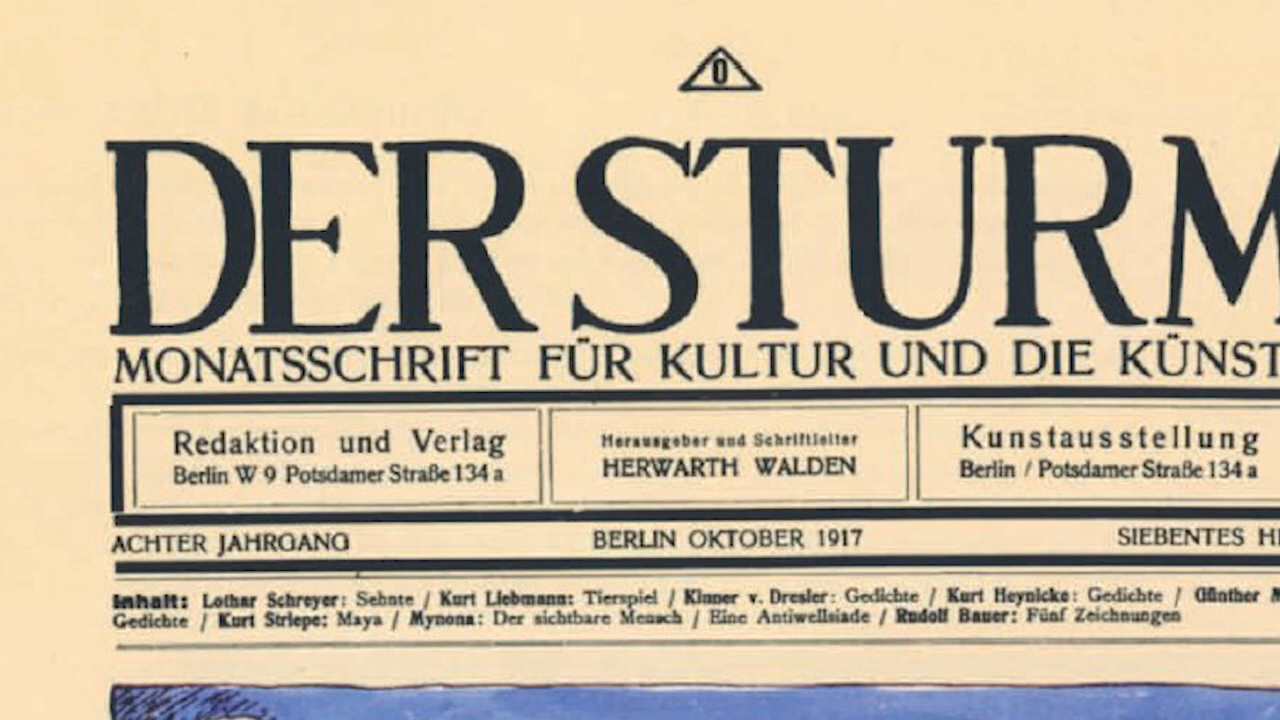 0
DER STURM
MONATSSCHRIFT FÜR KULTUR UND DIE KÜNST
Redaktion und Verlag
Berlin W 9 Potsdamer Straße 134 a
Herausgeber und Schriftleiter
HERWARTH WALDEN
Kunstausstellung
Berlin / Potsdamer Straße 134 a
ACHTER JAHRGANG
BERLIN OKTOBER 1917
SIEBENTES H
Inhalt: Lothar Schreyer: Sehnte / Kurt Liebmann: Tierspiel / Kinner v. Dresler: Gedichte / Kurt Heynicke: Gedichte / Günther M
Gedichte / Kurt Striepe: Maya / Mynona: Der sichtbare Mensch / Eine Antiwellsiade / Rudolf Bauer: Fünf Zeichnungen